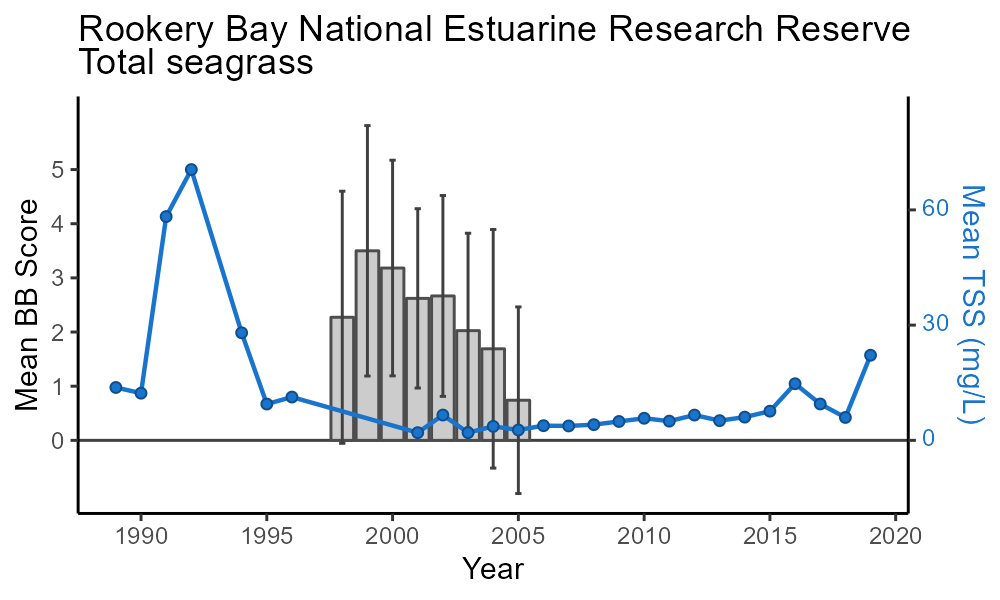 Rookery Bay National Estuarine Research Reserve
Total seagrass
Mean BB Score
5
4
3
2
1
0
60
30
0
Mean TSS (mg/L)
1990 1995 2000 2005 2010 2015 2020
Year